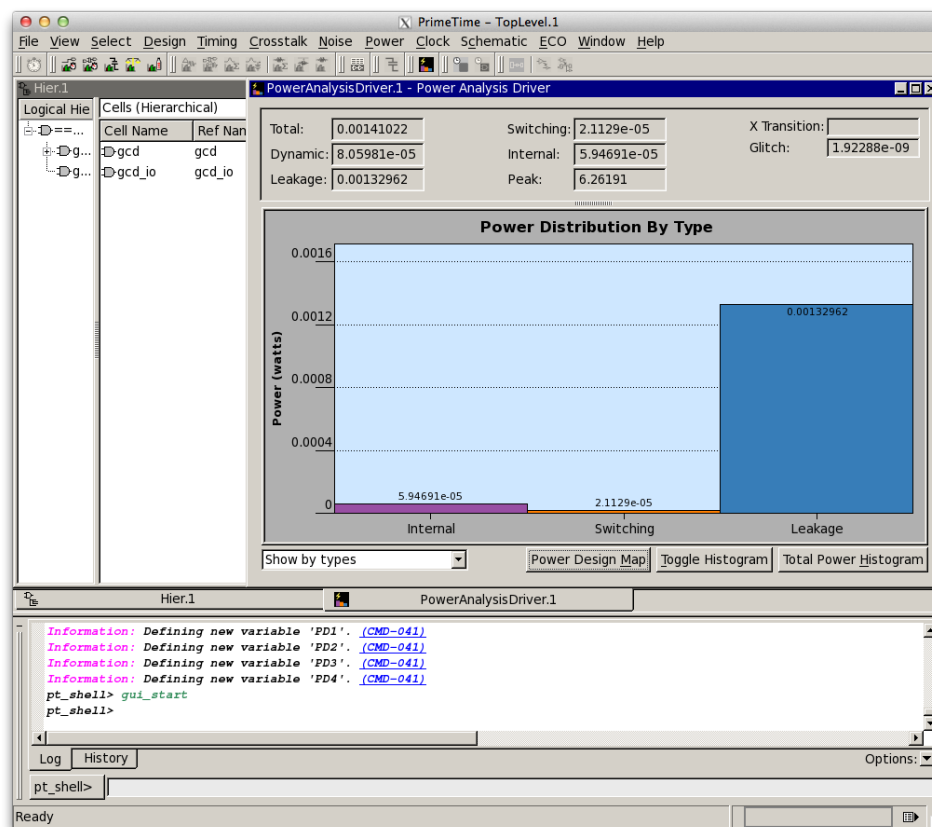 PrimeTime – TopLevel.1
File View Select Design Timing Crosstalk Noise Power Clock Schematic ECO Window Help
Hier.1
Logical Hie
Cells (Hierarchical)
Cell Name Ref Nan
==...
g... gcd gcd
g... gcd_io gcd_io
PowerAnalysisDriver.1 - Power Analysis Driver
Total: 0.00141022 Switching: 2.1129e-05 X Transition:
Dynamic: 8.05981e-05 Internal: 5.94691e-05 Glitch: 1.92288e-09
Leakage: 0.00132962 Peak: 6.26191
Power Distribution By Type
Power (watts)
0.0016
0.0012
0.0008
0.0004
0
5.94691e-05 2.1129e-05 0.00132962
Internal Switching Leakage
Show by types Power Design Map Toggle Histogram Total Power Histogram
Hier.1 PowerAnalysisDriver.1
Information: Defining new variable 'PD1'. (CMD-041)
Information: Defining new variable 'PD2'. (CMD-041)
Information: Defining new variable 'PD3'. (CMD-041)
Information: Defining new variable 'PD4'. (CMD-041)
pt_shell> gui_start
pt_shell>
Log History Options:
pt_shell>
Ready